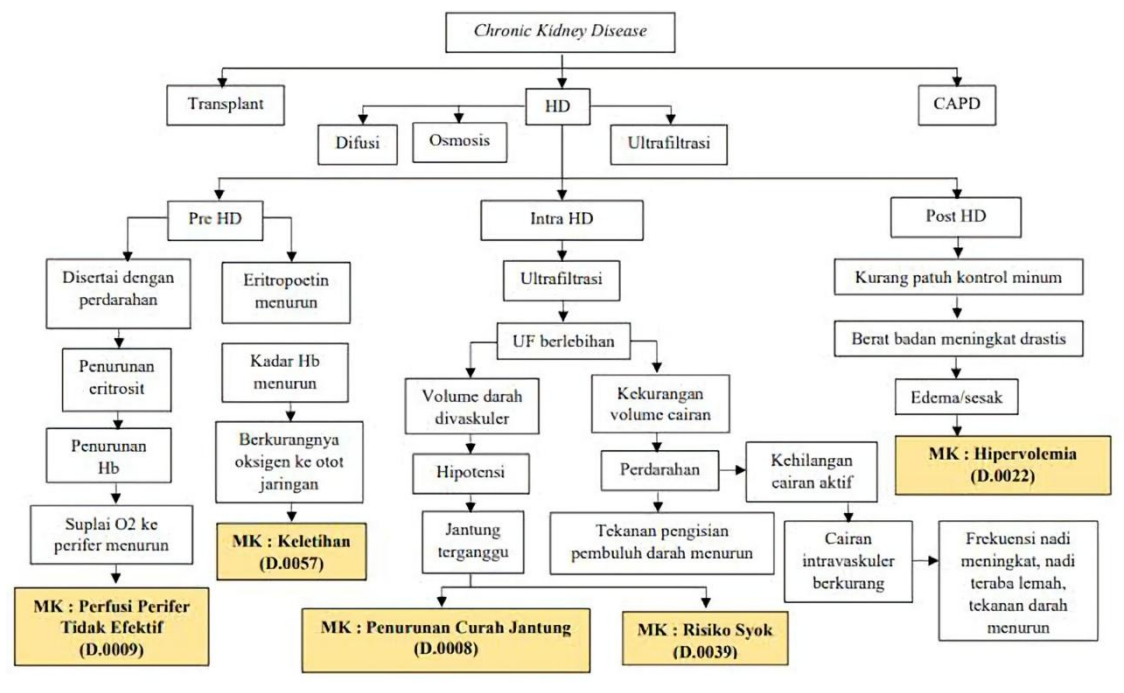 Chronic Kidney Disease
Transplant
HD
CAPD
Difusi
Osmosis
Ultrafiltrasi
Pre HD
Intra HD
Post HD
Disertai dengan
perdarahan
Eritropoetin
menurun
Ultrafiltrasi
Kurang patuh kontrol minum
UF berlebihan
Berat badan meningkat drastis
Penurunan
eritrosit
Kadar Hb
menurun
Volume darah
divaskuler
Kekurangan
volume cairan
Edema/sesak
Penurunan
Hb
Berkurangnya
oksigen ke otot
jaringan
Hipotensi
Perdarahan
Kehilangan
cairan aktif
MK : Hipervolemia
(D.0022)
Suplai O2 ke
perifer menurun
MK : Keletihan
(D.0057)
Jantung
terganggu
Tekanan pengisian
pembuluh darah menurun
Cairan
intravaskuler
berkurang
Frekuensi nadi
meningkat, nadi
teraba lemah,
tekanan darah
menurun
MK : Perfusi Perifer
Tidak Efektif
(D.0009)
MK : Penurunan Curah Jantung
(D.0008)
MK : Risiko Syok
(D.0039)